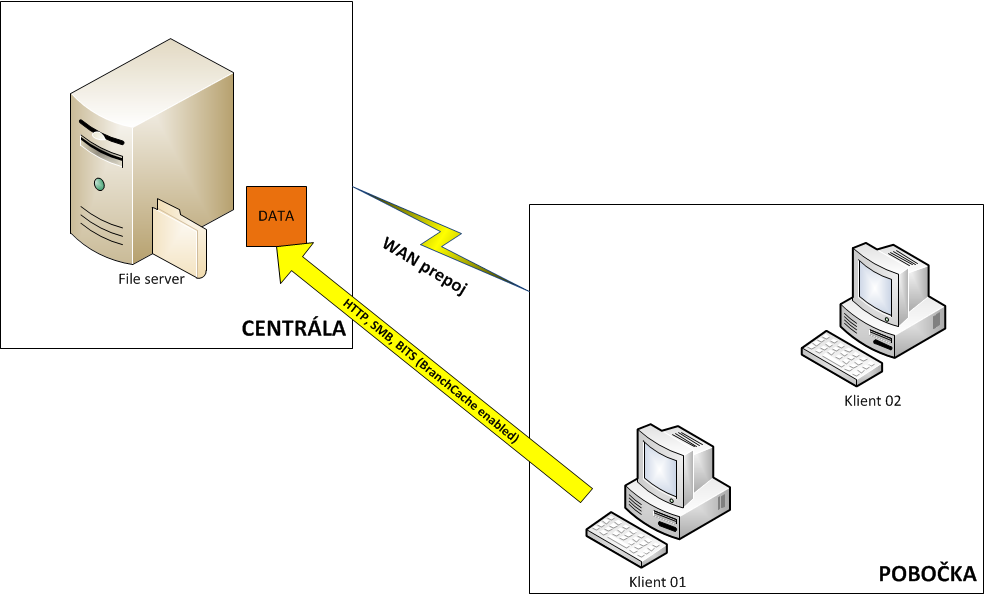 DATA
File server
CENTRÁLA
WAN prepoj
HTTP, SMB, BITS (BranchCache enabled)
Klient 02
Klient 01
POBOČKA